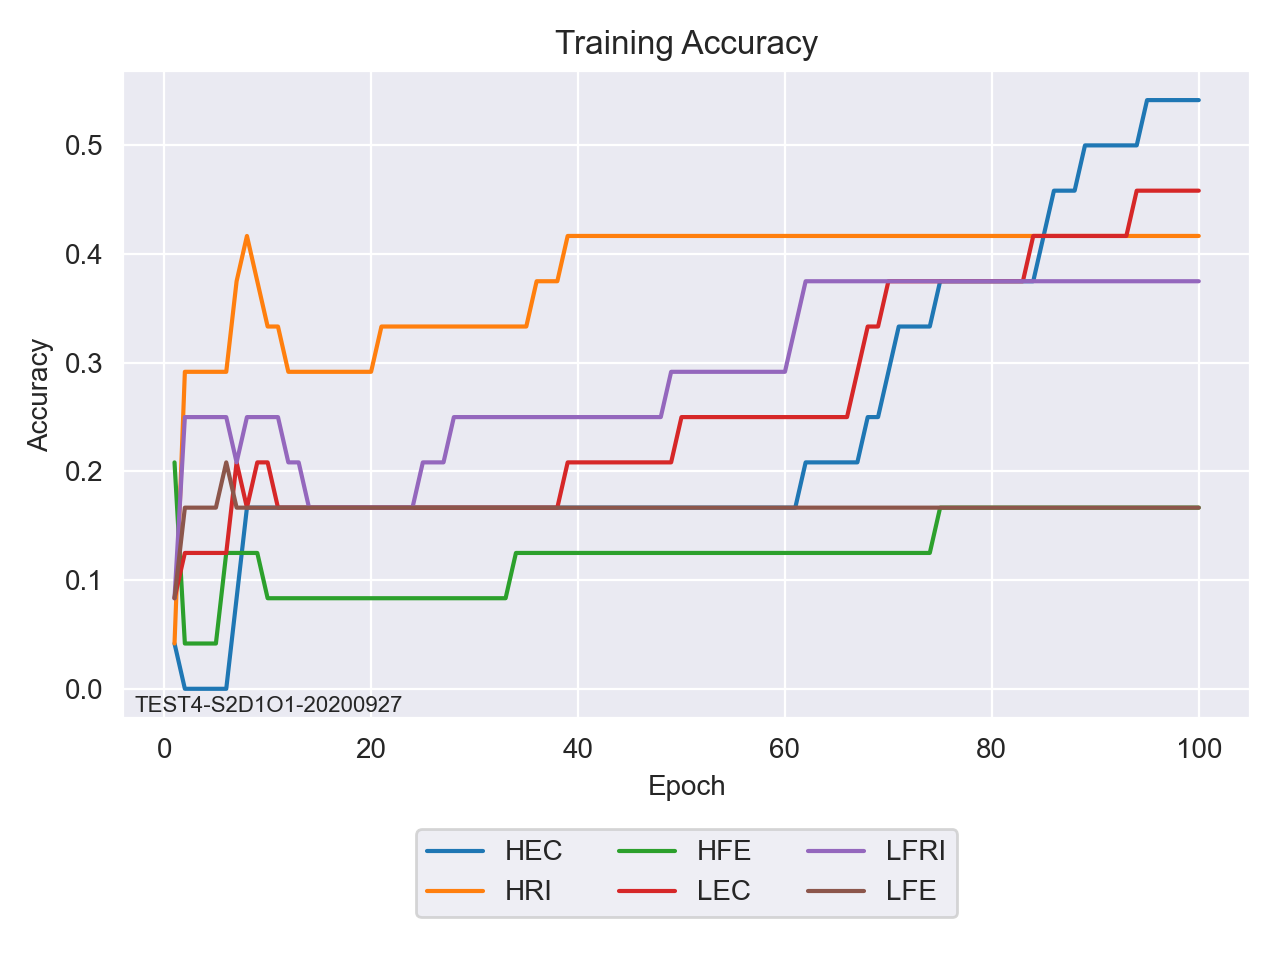 Training Accuracy
0.5
0.4
0.3
0.2
0.1
0.0
Accuracy
TEST4-S2D1O1-20200927
0 20 40 60 80 100
Epoch
HEC HFE LFRI
HRI LEC LFE